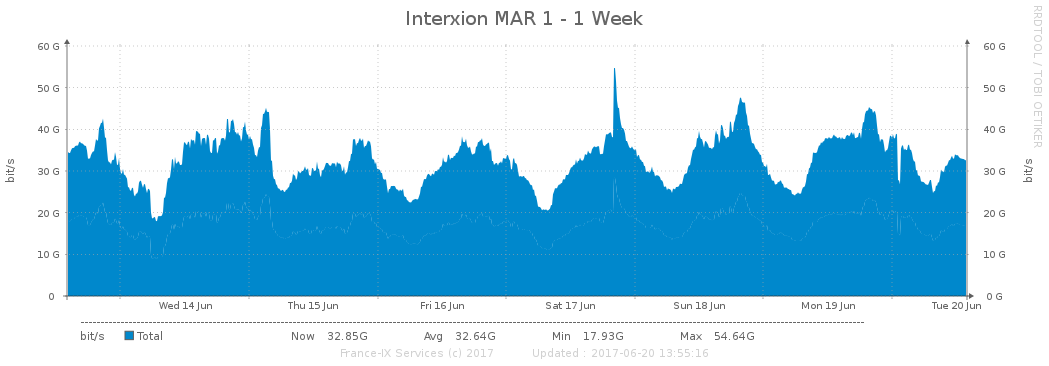 Interxion MAR 1 - 1 Week
RRDTOOL / TOBI OETIKER
60 G 60 G
50 G 50 G
40 G 40 G
30 G 30 G
20 G 20 G
10 G 10 G
0 0 G
bit/s
bit/s
Wed 14 Jun Thu 15 Jun Fri 16 Jun Sat 17 Jun Sun 18 Jun Mon 19 Jun Tue 20 Jun
bit/s Total Now 32.85G Avg 32.64G Min 17.93G Max 54.64G
France-IX Services (c) 2017 Updated : 2017-06-20 13:55:16